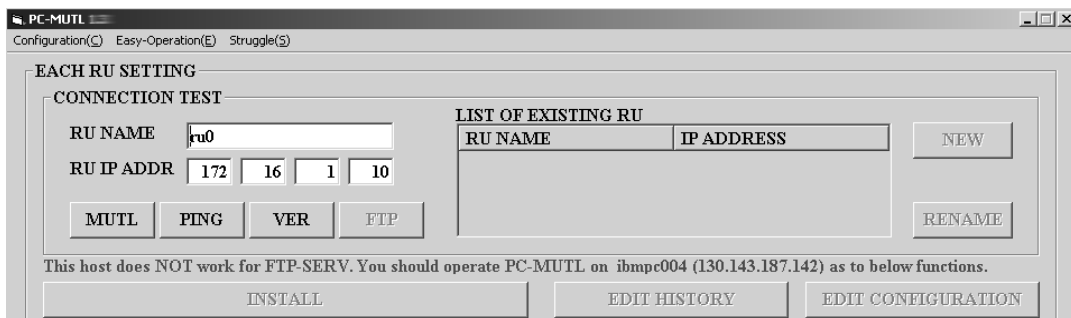 PC-MUTL
Configuration(C) Easy-Operation(E) Struggle(S)
EACH RU SETTING
CONNECTION TEST
RU NAME ru0
RU IP ADDR 172 16 1 10
MUTL PING VER FTP
LIST OF EXISTING RU
RU NAME IP ADDRESS
NEW
RENAME
This host does NOT work for FTP-SERV. You should operate PC-MUTL on ibmpc004 (130.143.187.142) as to below functions.
INSTALL EDIT HISTORY EDIT CONFIGURATION